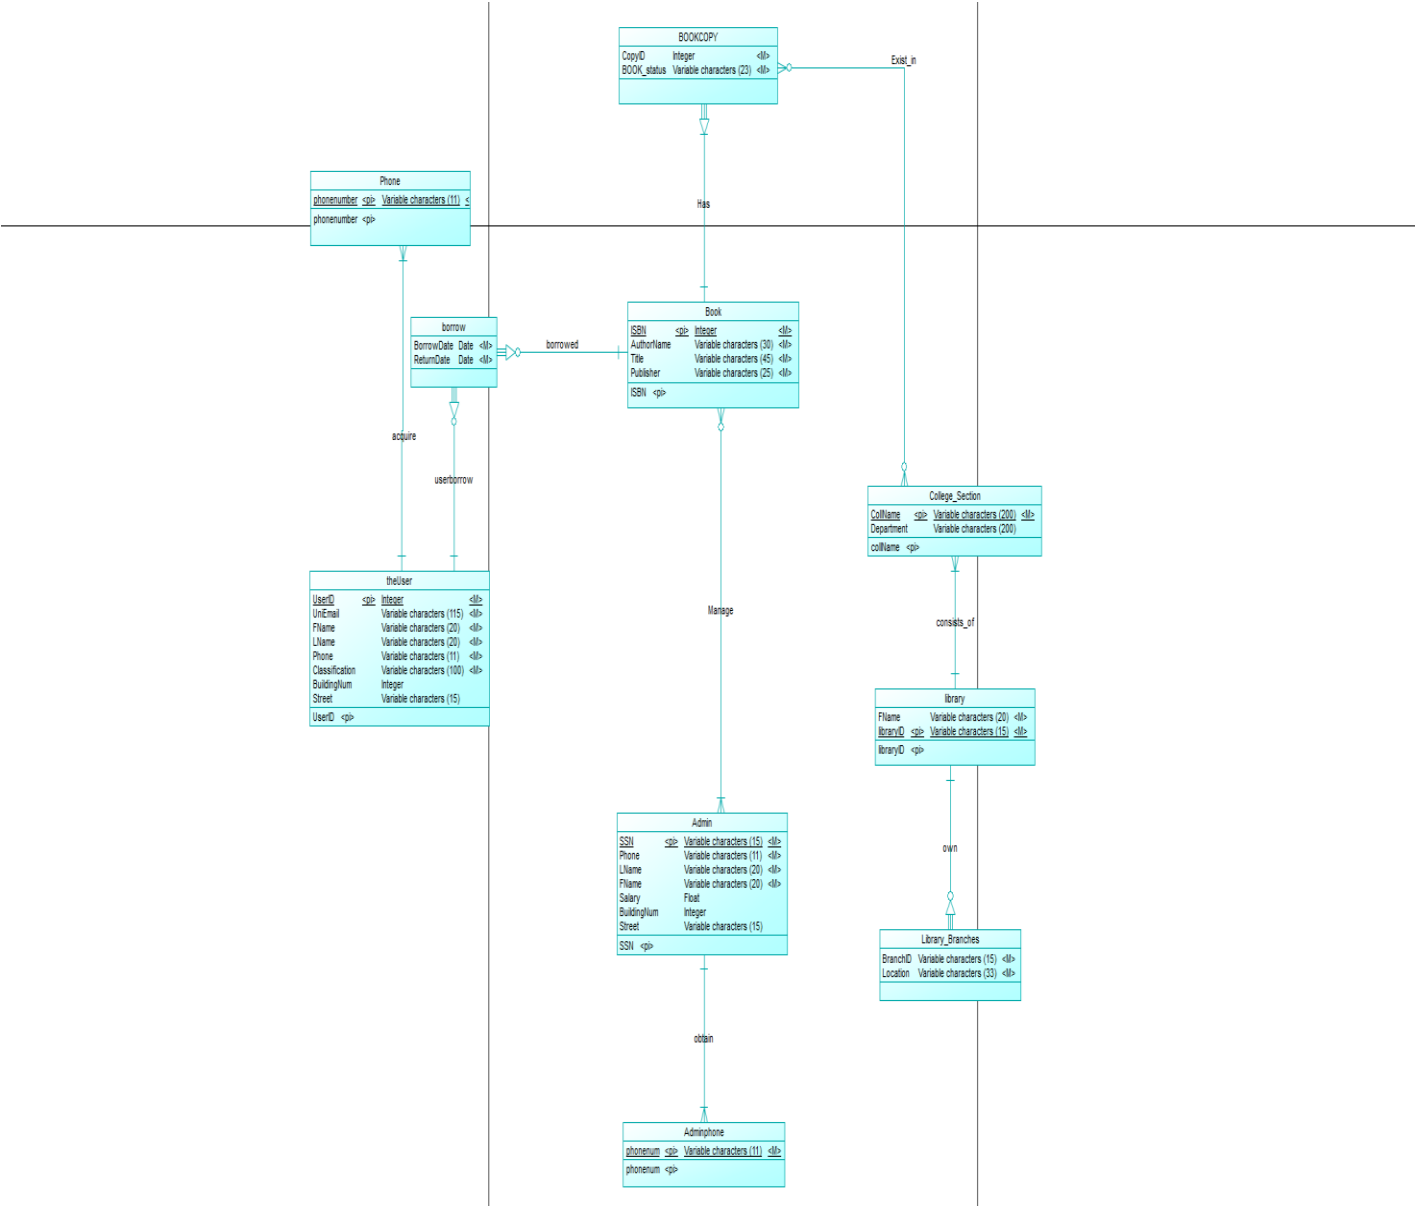 BOOKCOPY
CopyID Integer <M>
BOOK_status Variable characters (23) <M>
Exist_in
Has
Phone
phonenumber <pi> Variable characters (11) <
phonenumber <pi>
borrow
BorrowDate Date <M>
ReturnDate Date <M>
borrowed
Book
ISBN <pi> Integer <M>
AuthorName Variable characters (30) <M>
Title Variable characters (45) <M>
Publisher Variable characters (25) <M>
ISBN <pi>
acquire
userborrow
College_Section
CollName <pi> Variable characters (200) <M>
Department Variable characters (200)
collName <pi>
theUser
UserID <pi> Integer <M>
UniEmail Variable characters (115) <M>
FName Variable characters (20) <M>
LName Variable characters (20) <M>
Phone Variable characters (11) <M>
Classification Variable characters (100) <M>
BuildingNum Integer
Street Variable characters (15)
UserID <pi>
Manage
consists_of
library
FName Variable characters (20) <M>
libraryID <pi> Variable characters (15) <M>
libraryID <pi>
Admin
SSN <pi> Variable characters (15) <M>
Phone Variable characters (11) <M>
LName Variable characters (20) <M>
FName Variable characters (20) <M>
Salary Float
BuildingNum Integer
Street Variable characters (15)
SSN <pi>
own
Library_Branches
BranchID Variable characters (15) <M>
Location Variable characters (33) <M>
obtain
Adminphone
phonenum <pi> Variable characters (11) <M>
phonenum <pi>